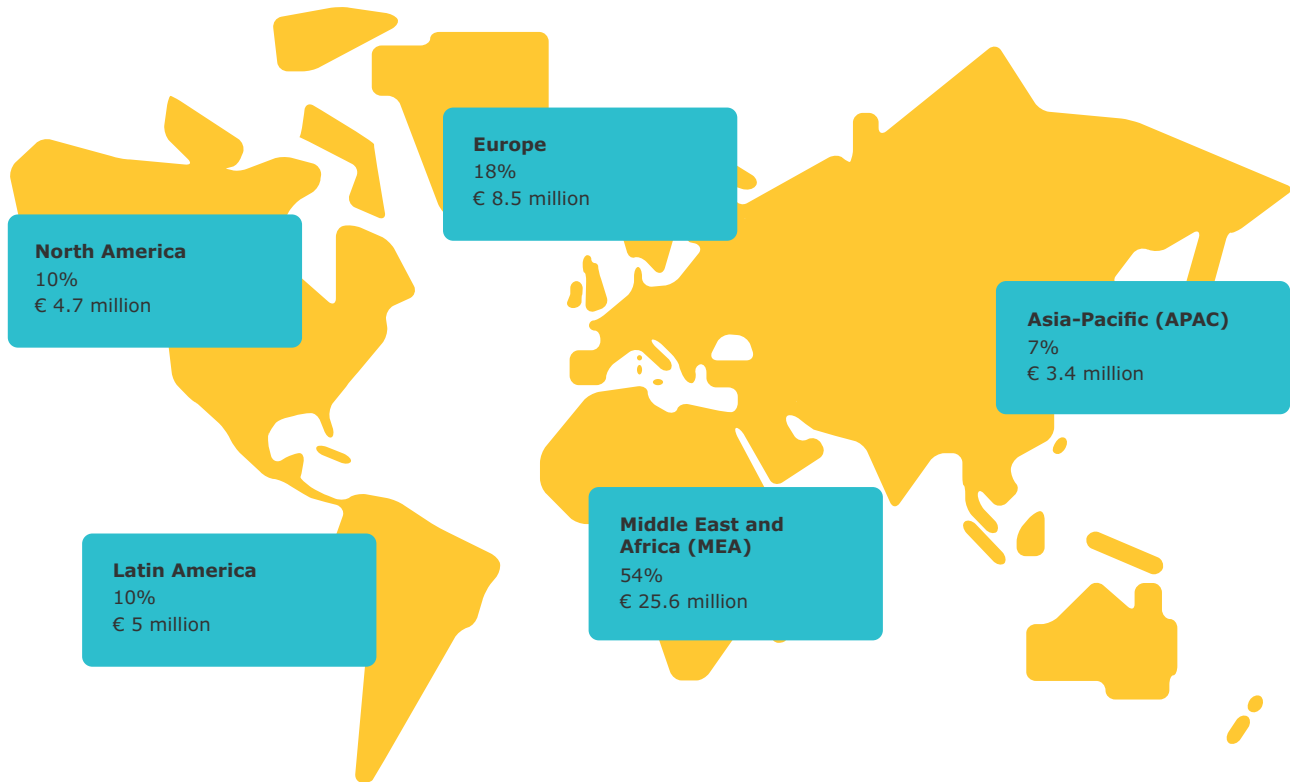 Europe
18%
€ 8.5 million
North America
10%
€ 4.7 million
Asia-Pacific (APAC)
7%
€ 3.4 million
Middle East and
Africa (MEA)
54%
€ 25.6 million
Latin America
10%
€ 5 million